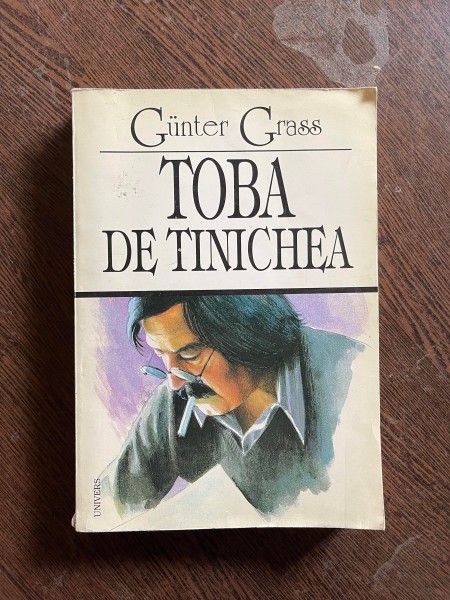 Günter Grass
TOBA
DE TINICHEA
UNIVERS